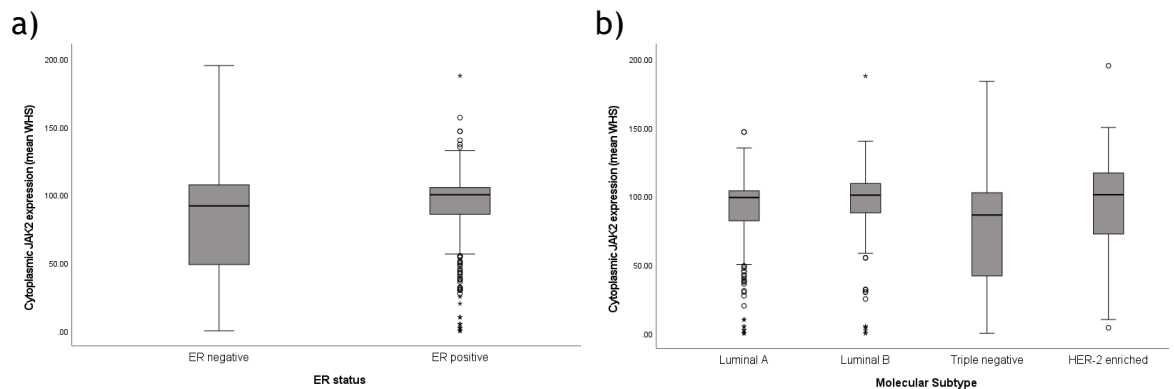 a)
Cytoplasmic JAK2 expression (mean WHS)
200.00
150.00
100.00
50.00
.00
ER negative
ER positive
ER status
b)
Cytoplasmic JAK2 expression (mean WHS)
200.00
150.00
100.00
50.00
.00
Luminal A
Luminal B
Triple negative
HER-2 enriched
Molecular Subtype